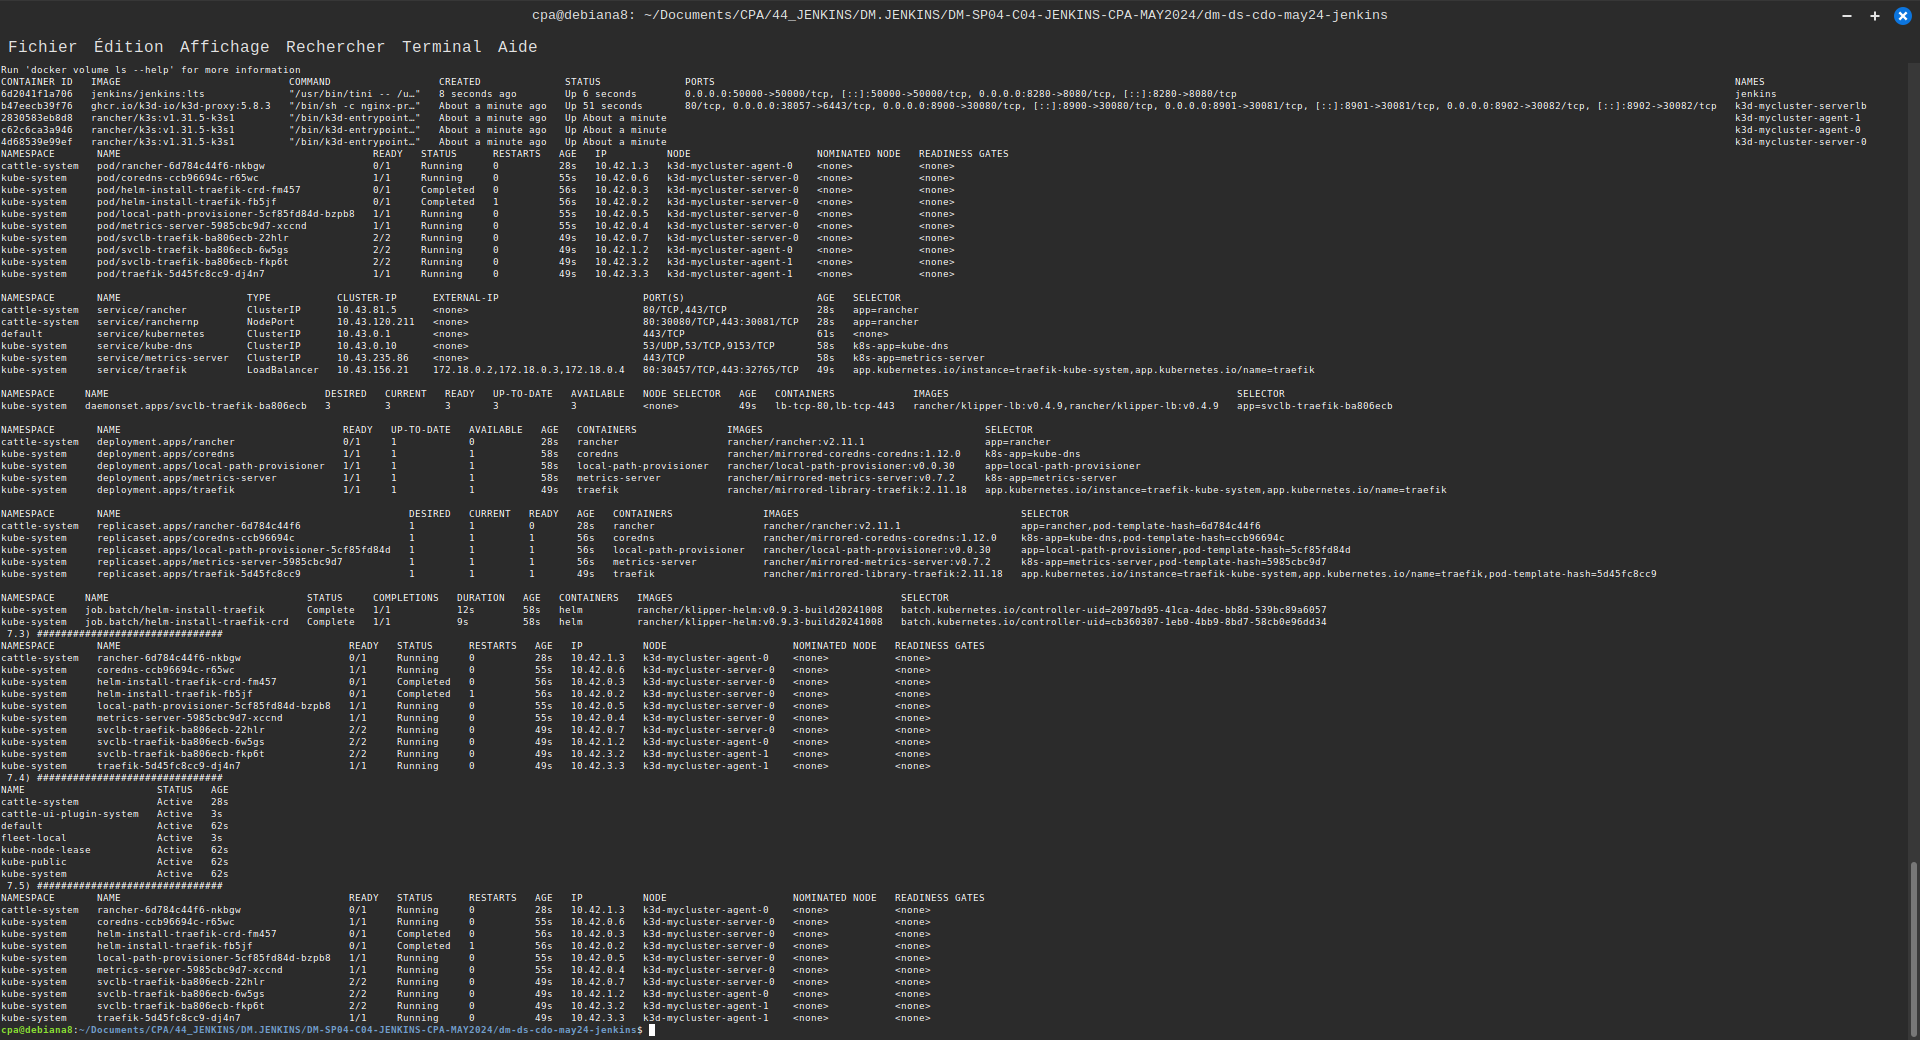 cpa@debiana8: ~/Documents/CPA/44_JENKINS/DM.JENKINS/DM-SP04-C04-JENKINS-CPA-MAY2024/dm-ds-cdo-may24-jenkins
Fichier Édition Affichage Rechercher Terminal Aide
Run 'docker volume ls --help' for more information
CONTAINER ID   IMAGE                            COMMAND                  CREATED              STATUS              PORTS   NAMES
6d2041f1a706   jenkins/jenkins:lts              "/usr/bin/tini -- /u…"   8 seconds ago        Up 6 seconds        0.0.0.0:50000->50000/tcp, [::]:50000->50000/tcp, 0.0.0.0:8280->8080/tcp, [::]:8280->8080/tcp   jenkins
b47eecb39f76   ghcr.io/k3d-io/k3d-proxy:5.8.3   "/bin/sh -c nginx-pr…"   About a minute ago   Up 51 seconds       80/tcp, 0.0.0.0:38057->6443/tcp, 0.0.0.0:8900->30080/tcp, [::]:8900->30080/tcp, 0.0.0.0:8901->30081/tcp, [::]:8901->30081/tcp, 0.0.0.0:8902->30082/tcp, [::]:8902->30082/tcp   k3d-mycluster-serverlb
2830583eb8d8   rancher/k3s:v1.31.5-k3s1         "/bin/k3d-entrypoint…"   About a minute ago   Up About a minute   k3d-mycluster-agent-1
c62c6ca3a946   rancher/k3s:v1.31.5-k3s1         "/bin/k3d-entrypoint…"   About a minute ago   Up About a minute   k3d-mycluster-agent-0
4d68539e99ef   rancher/k3s:v1.31.5-k3s1         "/bin/k3d-entrypoint…"   About a minute ago   Up About a minute   k3d-mycluster-server-0
NAMESPACE NAME READY STATUS RESTARTS AGE IP NODE NOMINATED NODE READINESS GATES
cattle-system pod/rancher-6d784c44f6-nkbgw 0/1 Running 0 28s 10.42.1.3 k3d-mycluster-agent-0 <none> <none>
kube-system pod/coredns-ccb96694c-r65wc 1/1 Running 0 55s 10.42.0.6 k3d-mycluster-server-0 <none> <none>
kube-system pod/helm-install-traefik-crd-fm457 0/1 Completed 0 56s 10.42.0.3 k3d-mycluster-server-0 <none> <none>
kube-system pod/helm-install-traefik-fb5jf 0/1 Completed 1 56s 10.42.0.2 k3d-mycluster-server-0 <none> <none>
kube-system pod/local-path-provisioner-5cf85fd84d-bzpb8 1/1 Running 0 55s 10.42.0.5 k3d-mycluster-server-0 <none> <none>
kube-system pod/metrics-server-5985cbc9d7-xccnd 1/1 Running 0 55s 10.42.0.4 k3d-mycluster-server-0 <none> <none>
kube-system pod/svclb-traefik-ba806ecb-22hlr 2/2 Running 0 49s 10.42.0.7 k3d-mycluster-server-0 <none> <none>
kube-system pod/svclb-traefik-ba806ecb-6w5gs 2/2 Running 0 49s 10.42.1.2 k3d-mycluster-agent-0 <none> <none>
kube-system pod/svclb-traefik-ba806ecb-fkp6t 2/2 Running 0 49s 10.42.3.2 k3d-mycluster-agent-1 <none> <none>
kube-system pod/traefik-5d45fc8cc9-dj4n7 1/1 Running 0 49s 10.42.3.3 k3d-mycluster-agent-1 <none> <none>
NAMESPACE NAME TYPE CLUSTER-IP EXTERNAL-IP PORT(S) AGE SELECTOR
cattle-system service/rancher ClusterIP 10.43.81.5 <none> 80/TCP,443/TCP 28s app=rancher
cattle-system service/ranchernp NodePort 10.43.120.211 <none> 80:30080/TCP,443:30081/TCP 28s app=rancher
default service/kubernetes ClusterIP 10.43.0.1 <none> 443/TCP 61s <none>
kube-system service/kube-dns ClusterIP 10.43.0.10 <none> 53/UDP,53/TCP,9153/TCP 58s k8s-app=kube-dns
kube-system service/metrics-server ClusterIP 10.43.235.86 <none> 443/TCP 58s k8s-app=metrics-server
kube-system service/traefik LoadBalancer 10.43.156.21 172.18.0.2,172.18.0.3,172.18.0.4 80:30457/TCP,443:32765/TCP 49s app.kubernetes.io/instance=traefik-kube-system,app.kubernetes.io/name=traefik
NAMESPACE NAME DESIRED CURRENT READY UP-TO-DATE AVAILABLE NODE SELECTOR AGE CONTAINERS IMAGES SELECTOR
kube-system daemonset.apps/svclb-traefik-ba806ecb 3 3 3 3 3 <none> 49s lb-tcp-80,lb-tcp-443 rancher/klipper-lb:v0.4.9,rancher/klipper-lb:v0.4.9 app=svclb-traefik-ba806ecb
NAMESPACE NAME READY UP-TO-DATE AVAILABLE AGE CONTAINERS IMAGES SELECTOR
cattle-system deployment.apps/rancher 0/1 1 0 28s rancher rancher/rancher:v2.11.1 app=rancher
kube-system deployment.apps/coredns 1/1 1 1 58s coredns rancher/mirrored-coredns-coredns:1.12.0 k8s-app=kube-dns
kube-system deployment.apps/local-path-provisioner 1/1 1 1 58s local-path-provisioner rancher/local-path-provisioner:v0.0.30 app=local-path-provisioner
kube-system deployment.apps/metrics-server 1/1 1 1 58s metrics-server rancher/mirrored-metrics-server:v0.7.2 k8s-app=metrics-server
kube-system deployment.apps/traefik 1/1 1 1 49s traefik rancher/mirrored-library-traefik:2.11.18 app.kubernetes.io/instance=traefik-kube-system,app.kubernetes.io/name=traefik
NAMESPACE NAME DESIRED CURRENT READY AGE CONTAINERS IMAGES SELECTOR
cattle-system replicaset.apps/rancher-6d784c44f6 1 1 0 28s rancher rancher/rancher:v2.11.1 app=rancher,pod-template-hash=6d784c44f6
kube-system replicaset.apps/coredns-ccb96694c 1 1 1 56s coredns rancher/mirrored-coredns-coredns:1.12.0 k8s-app=kube-dns,pod-template-hash=ccb96694c
kube-system replicaset.apps/local-path-provisioner-5cf85fd84d 1 1 1 56s local-path-provisioner rancher/local-path-provisioner:v0.0.30 app=local-path-provisioner,pod-template-hash=5cf85fd84d
kube-system replicaset.apps/metrics-server-5985cbc9d7 1 1 1 56s metrics-server rancher/mirrored-metrics-server:v0.7.2 k8s-app=metrics-server,pod-template-hash=5985cbc9d7
kube-system replicaset.apps/traefik-5d45fc8cc9 1 1 1 49s traefik rancher/mirrored-library-traefik:2.11.18 app.kubernetes.io/instance=traefik-kube-system,app.kubernetes.io/name=traefik,pod-template-hash=5d45fc8cc9
NAMESPACE NAME STATUS COMPLETIONS DURATION AGE CONTAINERS IMAGES SELECTOR
kube-system job.batch/helm-install-traefik Complete 1/1 12s 58s helm rancher/klipper-helm:v0.9.3-build20241008 batch.kubernetes.io/controller-uid=2097bd95-41ca-4dec-bb8d-539bc89a6057
kube-system job.batch/helm-install-traefik-crd Complete 1/1 9s 58s helm rancher/klipper-helm:v0.9.3-build20241008 batch.kubernetes.io/controller-uid=cb360307-1eb0-4bb9-8bd7-58cb0e96dd34
7.3) ###############################
NAMESPACE NAME READY STATUS RESTARTS AGE IP NODE NOMINATED NODE READINESS GATES
cattle-system rancher-6d784c44f6-nkbgw 0/1 Running 0 28s 10.42.1.3 k3d-mycluster-agent-0 <none> <none>
kube-system coredns-ccb96694c-r65wc 1/1 Running 0 55s 10.42.0.6 k3d-mycluster-server-0 <none> <none>
kube-system helm-install-traefik-crd-fm457 0/1 Completed 0 56s 10.42.0.3 k3d-mycluster-server-0 <none> <none>
kube-system helm-install-traefik-fb5jf 0/1 Completed 1 56s 10.42.0.2 k3d-mycluster-server-0 <none> <none>
kube-system local-path-provisioner-5cf85fd84d-bzpb8 1/1 Running 0 55s 10.42.0.5 k3d-mycluster-server-0 <none> <none>
kube-system metrics-server-5985cbc9d7-xccnd 1/1 Running 0 55s 10.42.0.4 k3d-mycluster-server-0 <none> <none>
kube-system svclb-traefik-ba806ecb-22hlr 2/2 Running 0 49s 10.42.0.7 k3d-mycluster-server-0 <none> <none>
kube-system svclb-traefik-ba806ecb-6w5gs 2/2 Running 0 49s 10.42.1.2 k3d-mycluster-agent-0 <none> <none>
kube-system svclb-traefik-ba806ecb-fkp6t 2/2 Running 0 49s 10.42.3.2 k3d-mycluster-agent-1 <none> <none>
kube-system traefik-5d45fc8cc9-dj4n7 1/1 Running 0 49s 10.42.3.3 k3d-mycluster-agent-1 <none> <none>
7.4) ###############################
NAME STATUS AGE
cattle-system Active 28s
cattle-ui-plugin-system Active 3s
default Active 62s
fleet-local Active 3s
kube-node-lease Active 62s
kube-public Active 62s
kube-system Active 62s
7.5) ###############################
NAMESPACE NAME READY STATUS RESTARTS AGE IP NODE NOMINATED NODE READINESS GATES
cattle-system rancher-6d784c44f6-nkbgw 0/1 Running 0 28s 10.42.1.3 k3d-mycluster-agent-0 <none> <none>
kube-system coredns-ccb96694c-r65wc 1/1 Running 0 55s 10.42.0.6 k3d-mycluster-server-0 <none> <none>
kube-system helm-install-traefik-crd-fm457 0/1 Completed 0 56s 10.42.0.3 k3d-mycluster-server-0 <none> <none>
kube-system helm-install-traefik-fb5jf 0/1 Completed 1 56s 10.42.0.2 k3d-mycluster-server-0 <none> <none>
kube-system local-path-provisioner-5cf85fd84d-bzpb8 1/1 Running 0 55s 10.42.0.5 k3d-mycluster-server-0 <none> <none>
kube-system metrics-server-5985cbc9d7-xccnd 1/1 Running 0 55s 10.42.0.4 k3d-mycluster-server-0 <none> <none>
kube-system svclb-traefik-ba806ecb-22hlr 2/2 Running 0 49s 10.42.0.7 k3d-mycluster-server-0 <none> <none>
kube-system svclb-traefik-ba806ecb-6w5gs 2/2 Running 0 49s 10.42.1.2 k3d-mycluster-agent-0 <none> <none>
kube-system svclb-traefik-ba806ecb-fkp6t 2/2 Running 0 49s 10.42.3.2 k3d-mycluster-agent-1 <none> <none>
kube-system traefik-5d45fc8cc9-dj4n7 1/1 Running 0 49s 10.42.3.3 k3d-mycluster-agent-1 <none> <none>
cpa@debiana8:~/Documents/CPA/44_JENKINS/DM.JENKINS/DM-SP04-C04-JENKINS-CPA-MAY2024/dm-ds-cdo-may24-jenkins$